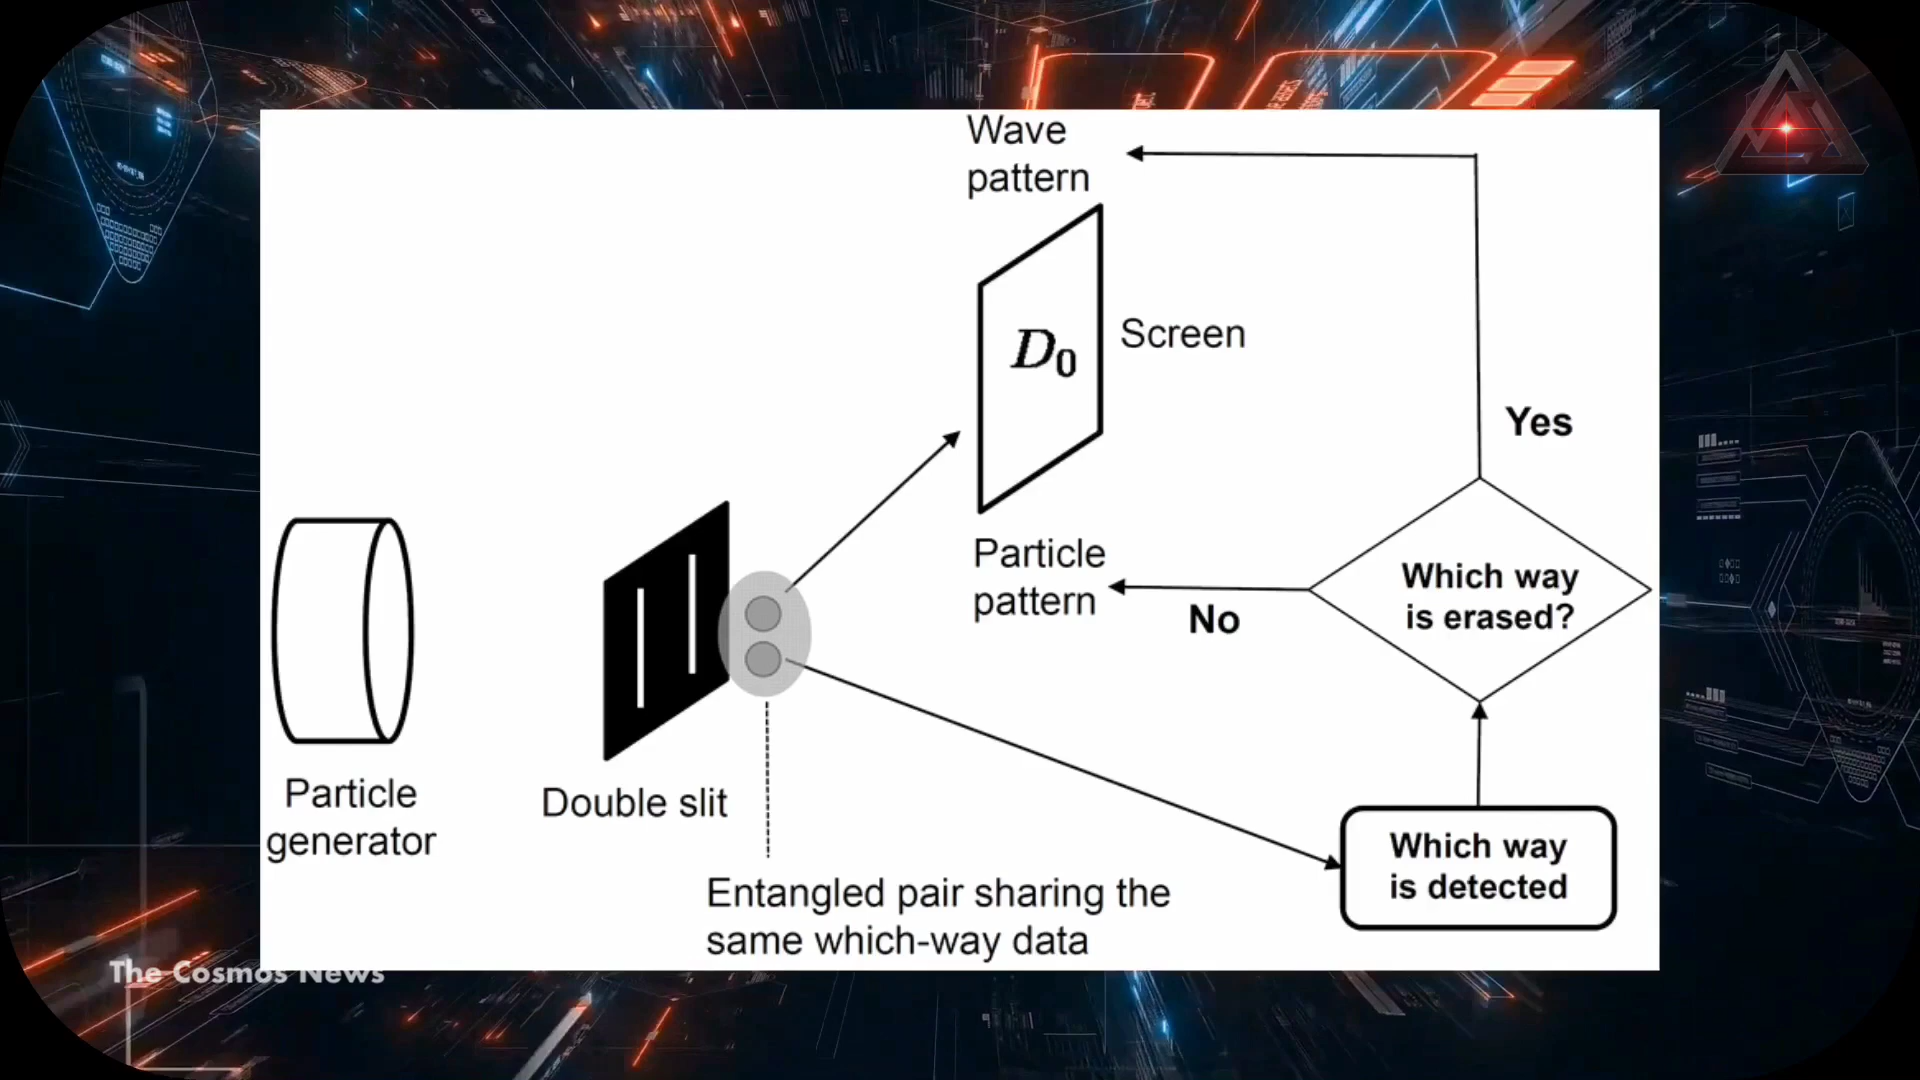 Wave
pattern
D₀
Screen
Yes
Particle
pattern
No
Which way
is erased?
Particle
generator
Double slit
Which way
is detected
Entangled pair sharing the
same which-way data
The Cosmos News